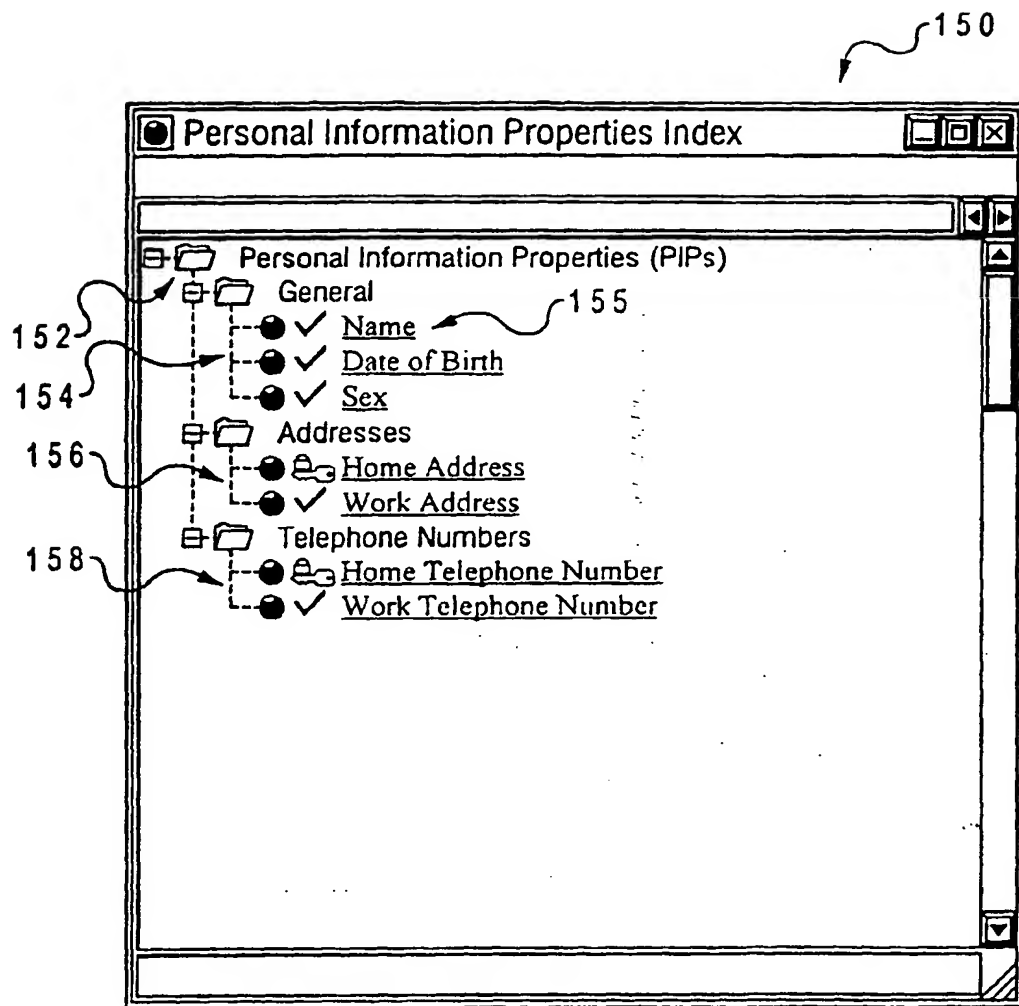 150
Personal Information Properties Index
Personal Information Properties (PIPs)
General
152
155
Name
154
Date of Birth
Sex
Addresses
156
Home Address
Work Address
Telephone Numbers
158
Home Telephone Number
Work Telephone Number